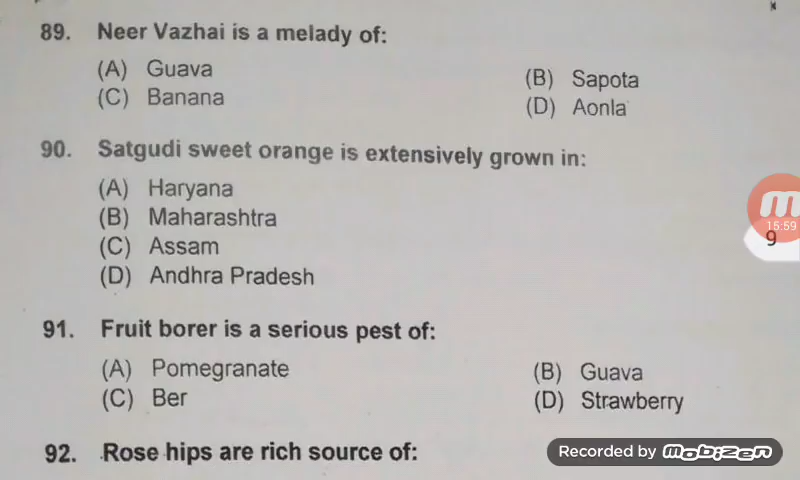 89. Neer Vazhai is a melady of:
(A) Guava (B) Sapota
(C) Banana (D) Aonla
90. Satgudi sweet orange is extensively grown in:
(A) Haryana
(B) Maharashtra
(C) Assam
(D) Andhra Pradesh
15:59
9
91. Fruit borer is a serious pest of:
(A) Pomegranate (B) Guava
(C) Ber (D) Strawberry
92. Rose hips are rich source of:
Recorded by mobizen